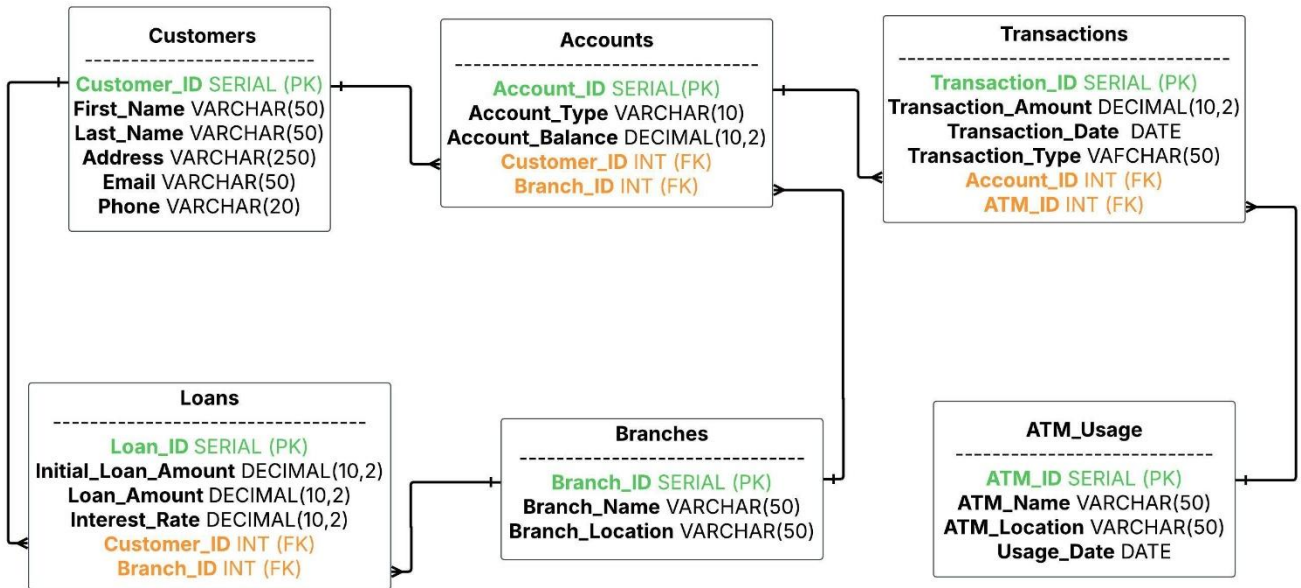 Customers
Customer_ID SERIAL (PK)
First_Name VARCHAR(50)
Last_Name VARCHAR(50)
Address VARCHAR(250)
Email VARCHAR(50)
Phone VARCHAR(20)
Accounts
Account_ID SERIAL(PK)
Account_Type VARCHAR(10)
Account_Balance DECIMAL(10,2)
Customer_ID INT (FK)
Branch_ID INT (FK)
Transactions
Transaction_ID SERIAL (PK)
Transaction_Amount DECIMAL(10,2)
Transaction_Date DATE
Transaction_Type VAFCHAR(50)
Account_ID INT (FK)
ATM_ID INT (FK)
Loans
Loan_ID SERIAL (PK)
Initial_Loan_Amount DECIMAL(10,2)
Loan_Amount DECIMAL(10,2)
Interest_Rate DECIMAL(10,2)
Customer_ID INT (FK)
Branch_ID INT (FK)
Branches
Branch_ID SERIAL (PK)
Branch_Name VARCHAR(50)
Branch_Location VARCHAR(50)
ATM_Usage
ATM_ID SERIAL (PK)
ATM_Name VARCHAR(50)
ATM_Location VARCHAR(50)
Usage_Date DATE